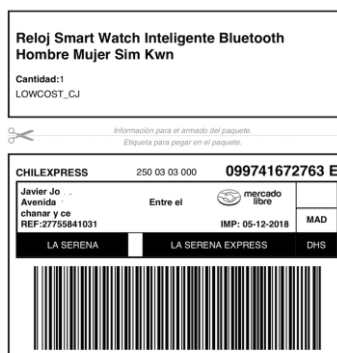 Reloj Smart Watch Inteligente Bluetooth
Hombre Mujer Sim Kwn
Cantidad:1
LOWCOST_CJ
Información para el armado del paquete.
Etiqueta para pegar en el paquete.
CHILEXPRESS 250 03 03 000 099741672763 E
Javier Jo
Avenida Entre el mercado libre
chanar y ce
REF:27755841031 IMP: 05-12-2018 MAD
LA SERENA LA SERENA EXPRESS DHS